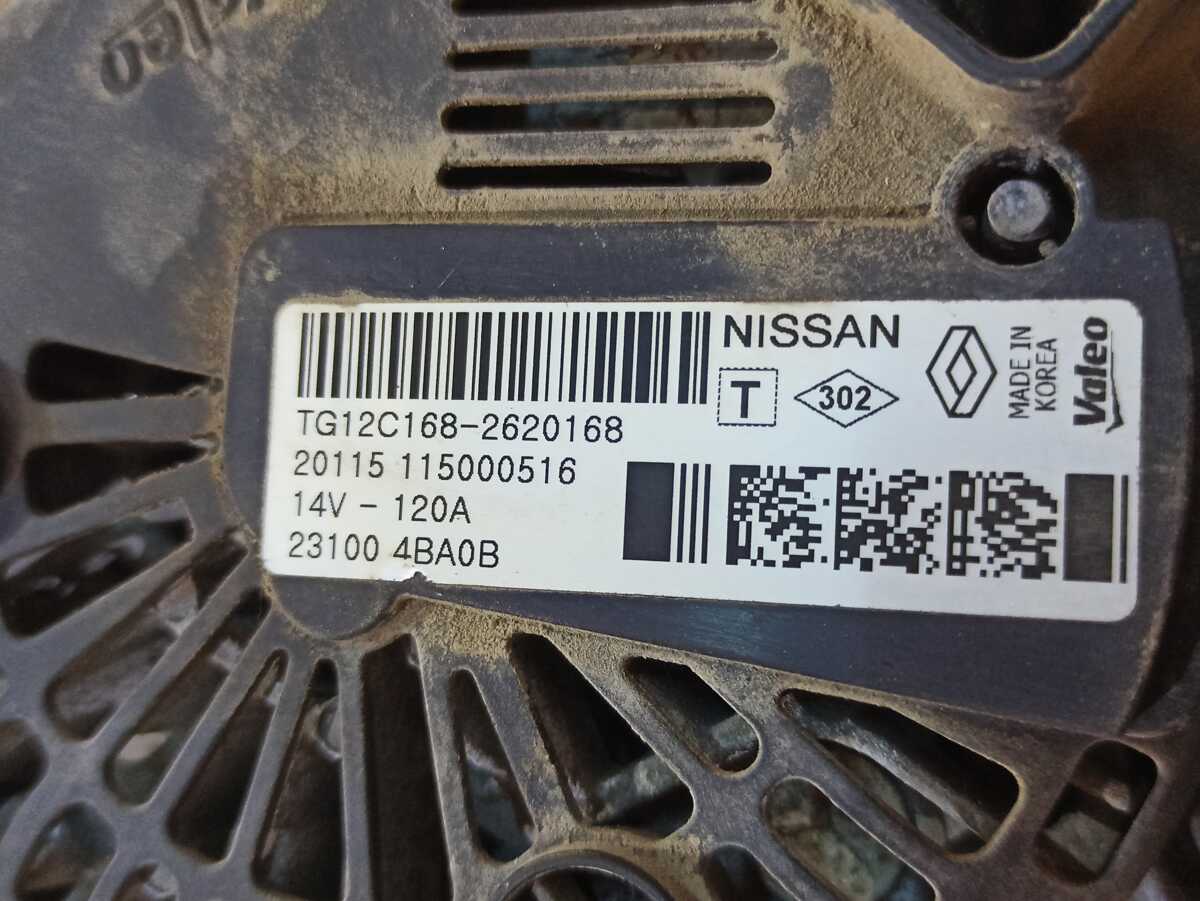 Valeo
NISSAN
T
302
MADE IN
KOREA
Valeo
TG12C168-2620168
20115 115000516
14V - 120A
23100 4BA0B